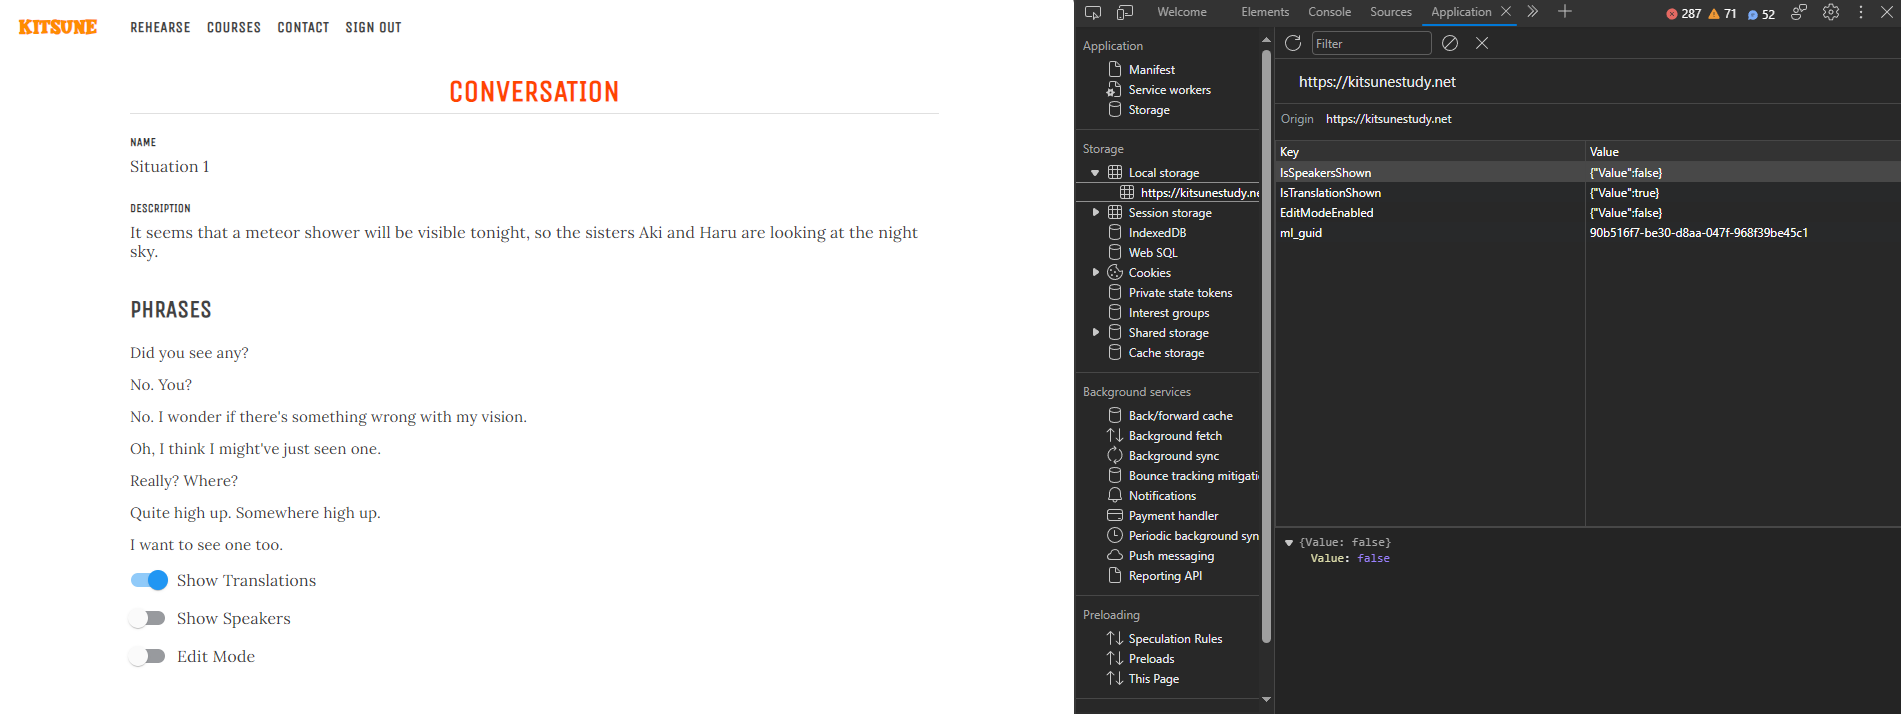 KITSUNE
REHEARSE COURSES CONTACT SIGN OUT
CONVERSATION
NAME
Situation 1
DESCRIPTION
It seems that a meteor shower will be visible tonight, so the sisters Aki and Haru are looking at the night
sky.
PHRASES
Did you see any?
No. You?
No. I wonder if there's something wrong with my vision.
Oh, I think I might've just seen one.
Really? Where?
Quite high up. Somewhere high up.
I want to see one too.
Show Translations
Show Speakers
Edit Mode
Welcome Elements Console Sources Application 287 71 52
Application
Manifest
Service workers
Storage
Storage
Local storage
https://kitsunestudy.ne
Session storage
IndexedDB
Web SQL
Cookies
Private state tokens
Interest groups
Shared storage
Cache storage
Background services
Back/forward cache
Background fetch
Background sync
Bounce tracking mitigati
Notifications
Payment handler
Periodic background syn
Push messaging
Reporting API
Preloading
Speculation Rules
Preloads
This Page
Filter
https://kitsunestudy.net
Origin https://kitsunestudy.net
Key Value
IsSpeakersShown {"Value":false}
IsTranslationShown {"Value":true}
EditModeEnabled {"Value":false}
ml_guid 90b516f7-be30-d8aa-047f-968f39be45c1
{Value: false}
Value: false